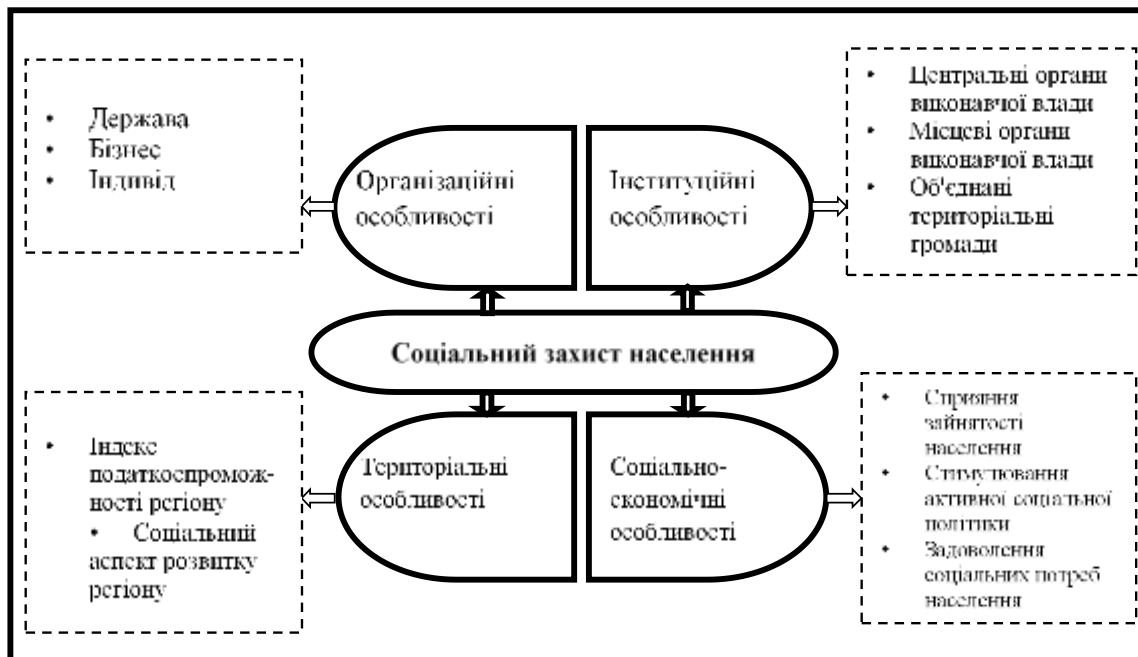 • Держава
• Бізнес
• Індивід
Організаційні
особливості
Інституційні
особливості
• Центральні органи
виконавчої влади
• Місцеві органи
виконавчої влади
• Об'єднані
територіальні
громади
Соціальний захист населення
• Індекс
податкоспромож-
ності регіону
• Соціальний
аспект розвитку
регіону
Територіальні
особливості
Соціально-
економічні
особливості
• Сприяння
зайнятості
населення
• Стимулювання
активної соціальної
політики
• Задоволення
соціальних потреб
населення